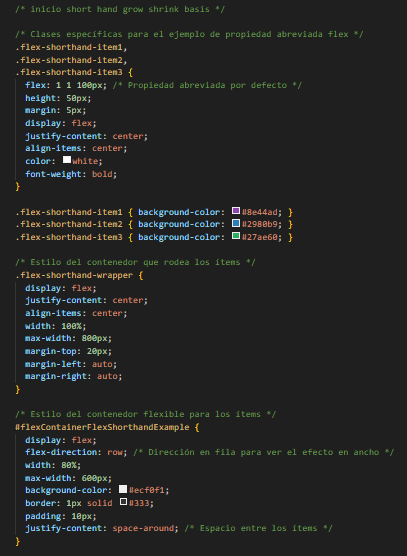 /* inicio short hand grow shrink basis */
/* Clases específicas para el ejemplo de propiedad abreviada flex */
.flex-shorthand-item1,
.flex-shorthand-item2,
.flex-shorthand-item3 {
flex: 1 1 100px; /* Propiedad abreviada por defecto */
height: 50px;
margin: 5px;
display: flex;
justify-content: center;
align-items: center;
color: white;
font-weight: bold;
}
.flex-shorthand-item1 { background-color: #8e44ad; }
.flex-shorthand-item2 { background-color: #2980b9; }
.flex-shorthand-item3 { background-color: #27ae60; }
/* Estilo del contenedor que rodea los items */
.flex-shorthand-wrapper {
display: flex;
justify-content: center;
align-items: center;
width: 100%;
max-width: 800px;
margin-top: 20px;
margin-left: auto;
margin-right: auto;
}
/* Estilo del contenedor flexible para los items */
#flexContainerFlexShorthandExample {
display: flex;
flex-direction: row; /* Dirección en fila para ver el efecto en ancho */
width: 80%;
max-width: 600px;
background-color: #ecf0f1;
border: 1px solid #333;
padding: 10px;
justify-content: space-around; /* Espacio entre los items */
}